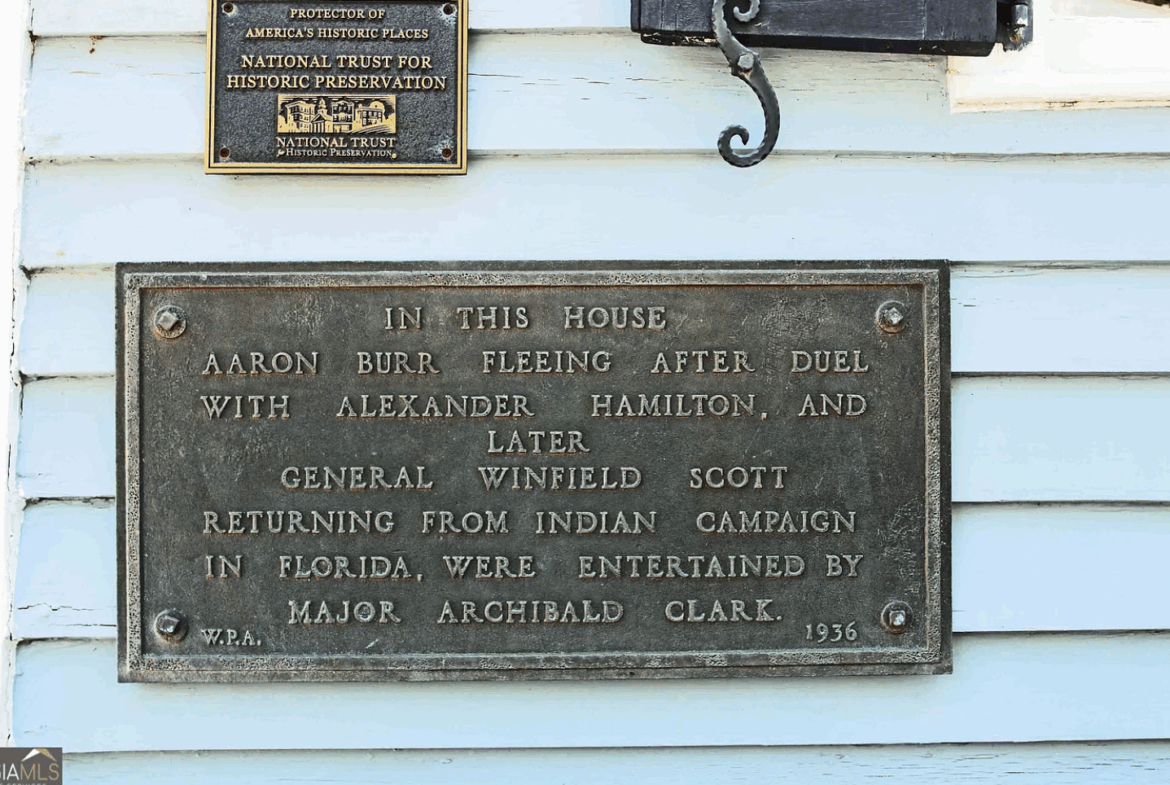 PROTECTOR OF
AMERICA'S HISTORIC PLACES
NATIONAL TRUST FOR
HISTORIC PRESERVATION
NATIONAL TRUST
for HISTORIC PRESERVATION
IN THIS HOUSE
AARON BURR FLEEING AFTER DUEL
WITH ALEXANDER HAMILTON, AND
LATER
GENERAL WINFIELD SCOTT
RETURNING FROM INDIAN CAMPAIGN
IN FLORIDA, WERE ENTERTAINED BY
MAJOR ARCHIBALD CLARK.
W.P.A. 1936